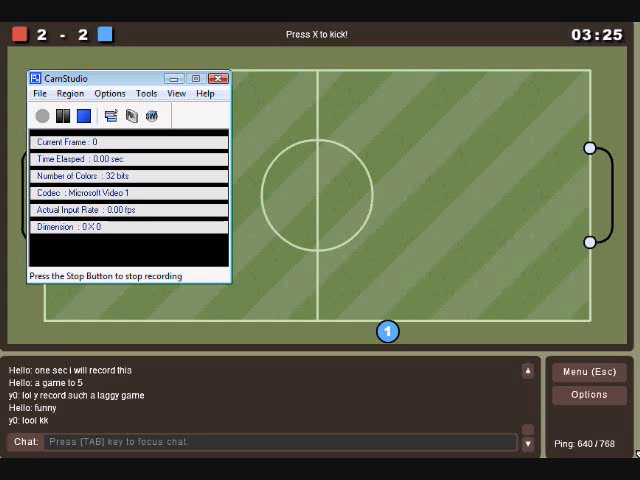 2 - 2
Press X to kick!
03:25
CamStudio
File Region Options Tools View Help
Current Frame : 0
Time Elasped : 0.00 sec
Number of Colors : 32 bits
Codec : Microsoft Video 1
Actual Input Rate : 0.00 fps
Dimension : 0 X 0
Press the Stop Button to stop recording
1
Hello: one sec i will record this
Hello: a game to 5
y0: lol y record such a laggy game
Hello: funny
y0: lool kk
Chat: Press [TAB] key to focus chat.
Menu (Esc)
Options
Ping: 640 / 768